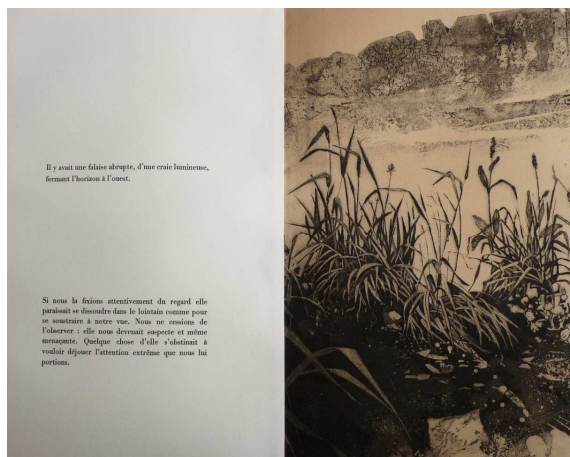 Il y avait une falaise abrupte, d'une craie lumineuse,
fermant l'horizon à l'ouest.
Si nous la fixions attentivement du regard elle
paraissait se dissoudre dans le lointain comme pour
se soustraire à notre vue. Nous ne cessions de
l'observer : elle nous devenait suspecte et même
menaçante. Quelque chose d'elle s'obstinait à
vouloir déjouer l'attention extrême que nous lui
portions.